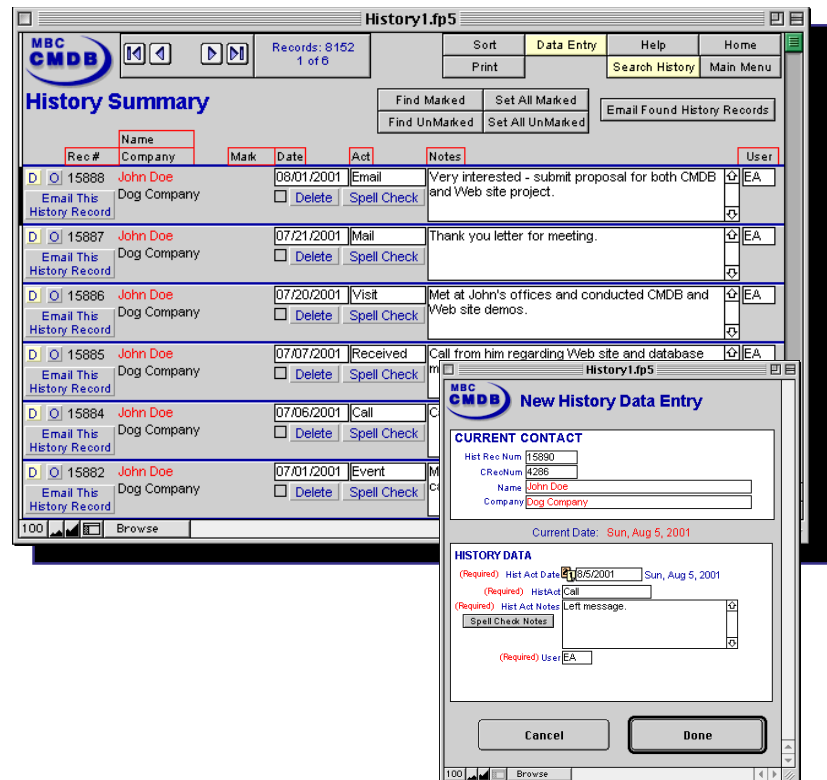 History1.fp5
MBC
CMDB
Records: 8152
1 of 6
Sort
Data Entry
Help
Home
Print
Search History
Main Menu
History Summary
Find Marked
Set All Marked
Find UnMarked
Set All UnMarked
Email Found History Records
Name
Rec# Company Mark Date Act Notes User
D O 15888 John Doe 08/01/2001 Email Very interested - submit proposal for both CMDB EA
Email This Dog Company Delete Spell Check and Web site project.
History Record
D O 15887 John Doe 07/21/2001 Mail Thank you letter for meeting. EA
Email This Dog Company Delete Spell Check
History Record
D O 15886 John Doe 07/20/2001 Visit Met at John's offices and conducted CMDB and EA
Email This Dog Company Delete Spell Check Web site demos.
History Record
D O 15885 John Doe 07/07/2001 Received Call from him regarding Web site and database EA
Email This Dog Company Delete Spell Check
History Record
D O 15884 John Doe 07/06/2001 Call
Email This Dog Company Delete Spell Check
History Record
D O 15882 John Doe 07/01/2001 Event
Email This Dog Company Delete Spell Check
History Record
100 Browse
History1.fp5
MBC
CMDB
New History Data Entry
CURRENT CONTACT
Hist Rec Num 15890
CRecNum 4286
Name John Doe
Company Dog Company
Current Date: Sun, Aug 5, 2001
HISTORY DATA
(Required) Hist Act Date 8/5/2001 Sun, Aug 5, 2001
(Required) HistAct Call
(Required) Hist Act Notes Left message.
Spell Check Notes
(Required) User EA
Cancel
Done
100 Browse